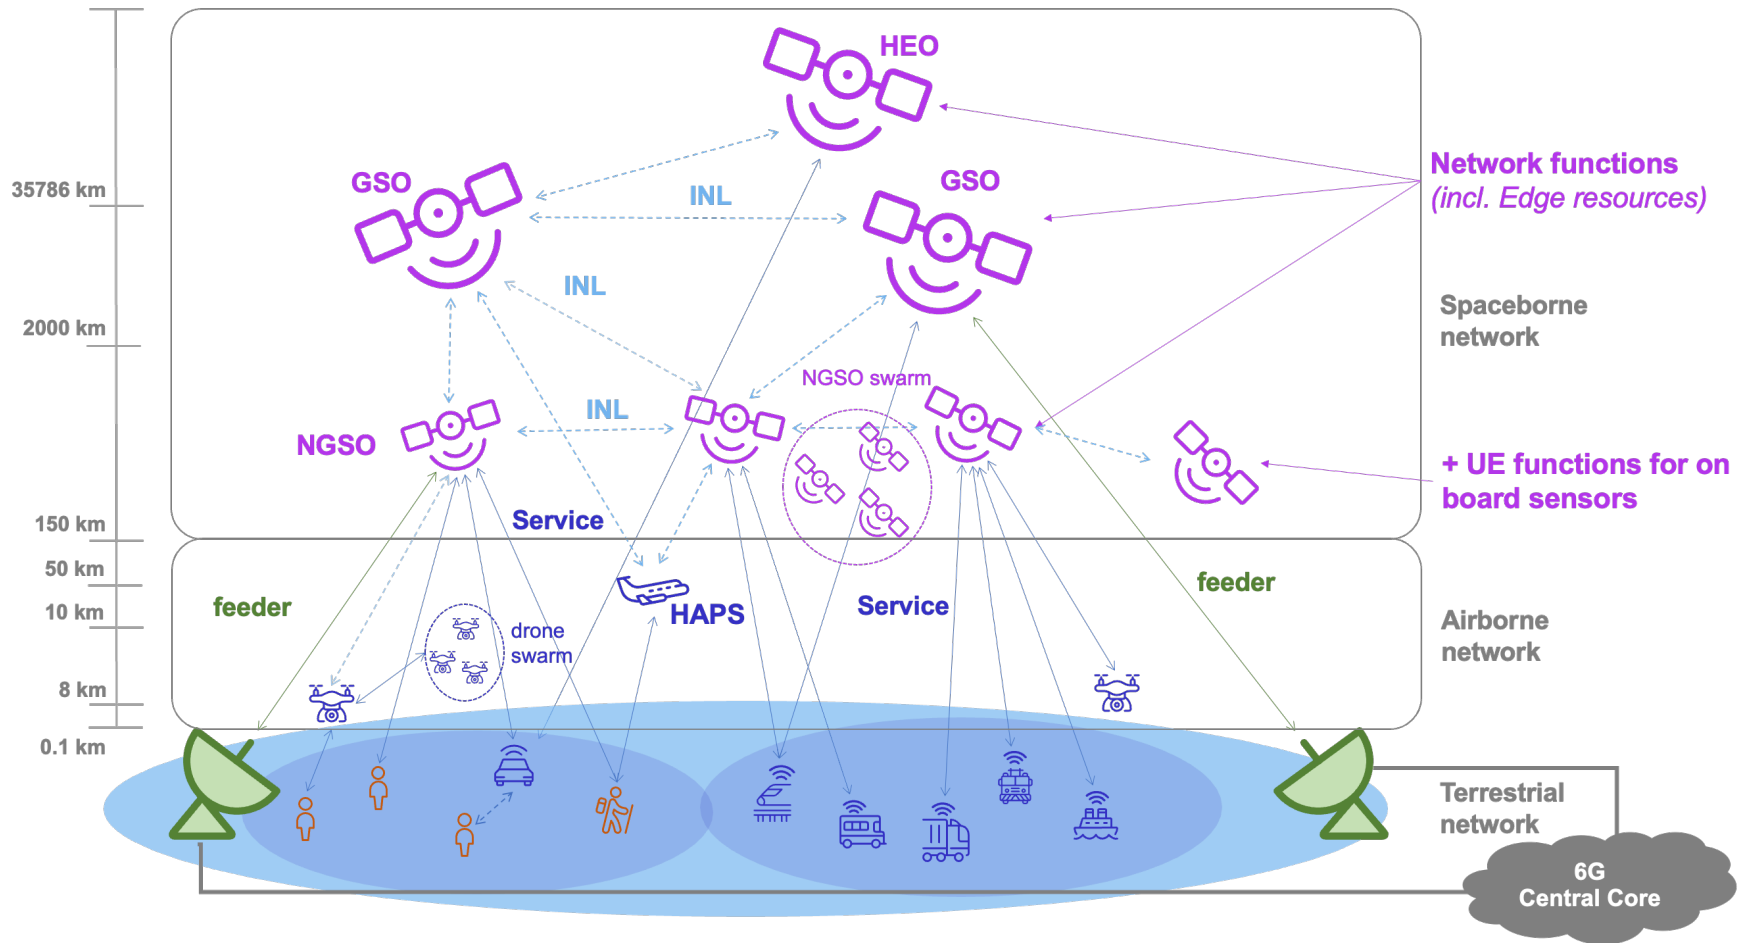 HEO
GSO
GSO
INL
INL
INL
NGSO swarm
NGSO
Service
Service
feeder
feeder
HAPS
drone
swarm
35786 km
2000 km
150 km
50 km
10 km
8 km
0.1 km
Network functions
(incl. Edge resources)
Spaceborne
network
+ UE functions for on
board sensors
Airborne
network
Terrestrial
network
6G
Central Core